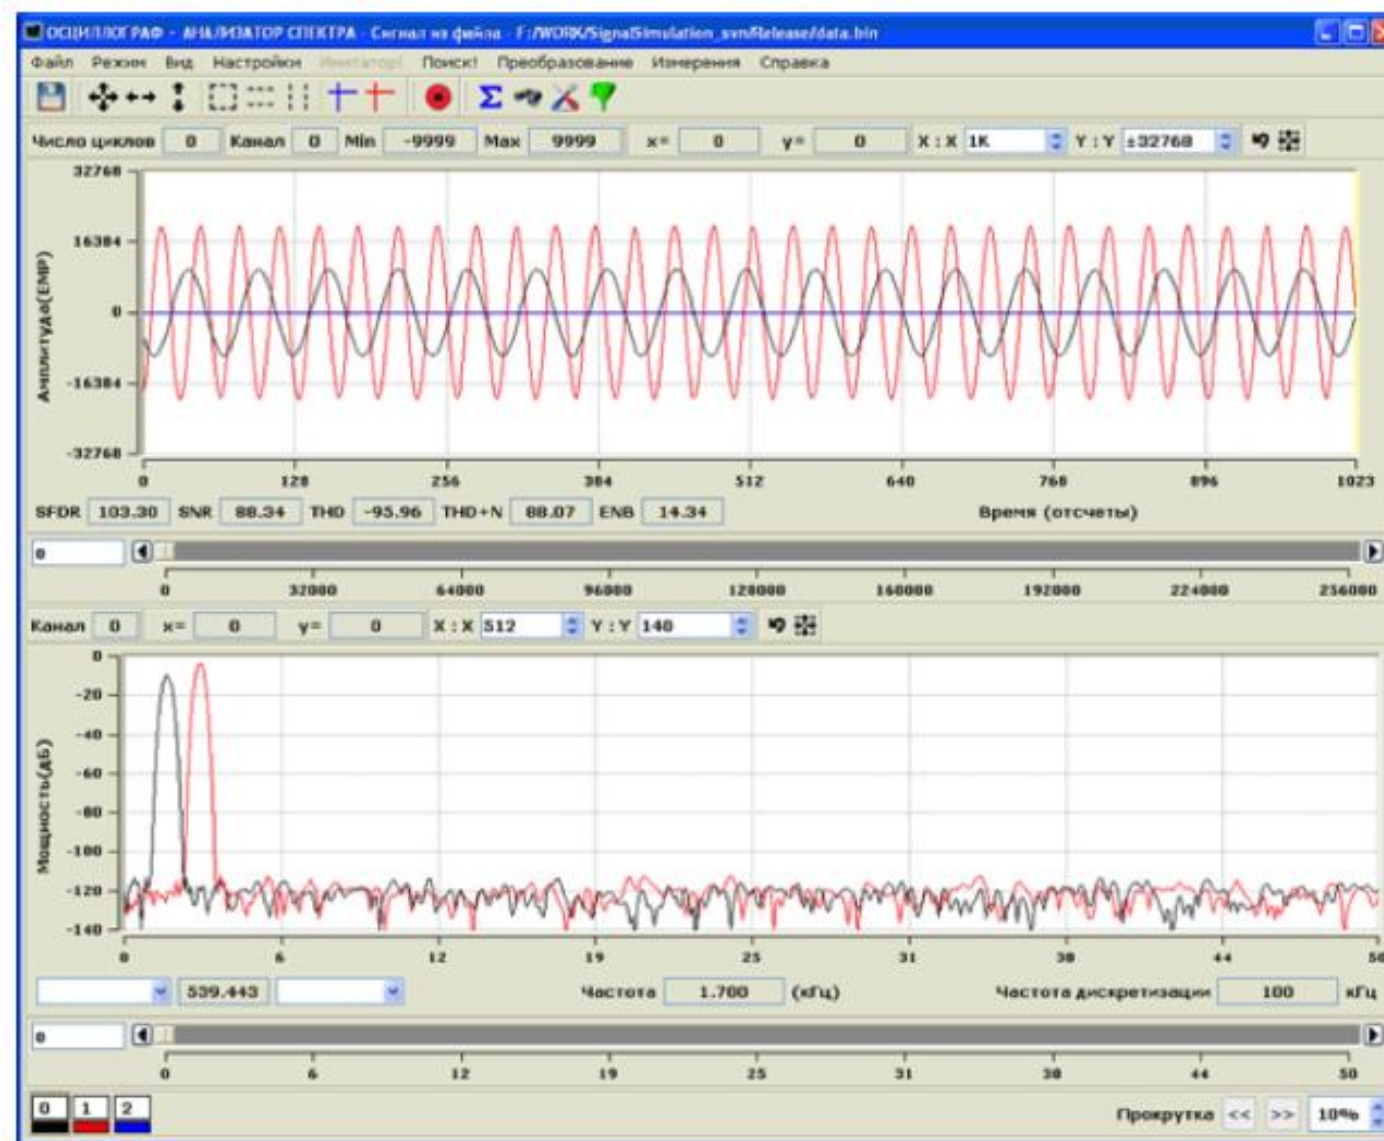 ОСЦИЛЛОГРАФ - АНАЛИЗАТОР СПЕКТРА - Сигнал из файла - F:/WORK/SignalSimulation_svn/Release/data.bin
Файл Режим Вид Настройки Имитатор! Поиск! Преобразование Измерения Справка
Число циклов 0 Канал 0 Min -9999 Max 9999 x= 0 y= 0 X : X 1K Y : Y ±32768
32768
16384
0
-16384
-32768
Амплитуда(ЕМР)
0 128 256 384 512 640 768 896 1023
SFDR 103.30 SNR 88.34 THD -95.96 THD+N 88.07 ENB 14.34 Время (отсчеты)
0
0 32000 64000 96000 128000 160000 192000 224000 256000
Канал 0 x= 0 y= 0 X : X 512 Y : Y 140
0
-20
-40
-60
-80
-100
-120
-140
Мощность(дБ)
0 6 12 19 25 31 38 44 50
539.443 Частота 1.700 (кГц) Частота дискретизации 100 кГц
0
0 6 12 19 25 31 38 44 50
0 1 2
Прокрутка << >> 10%